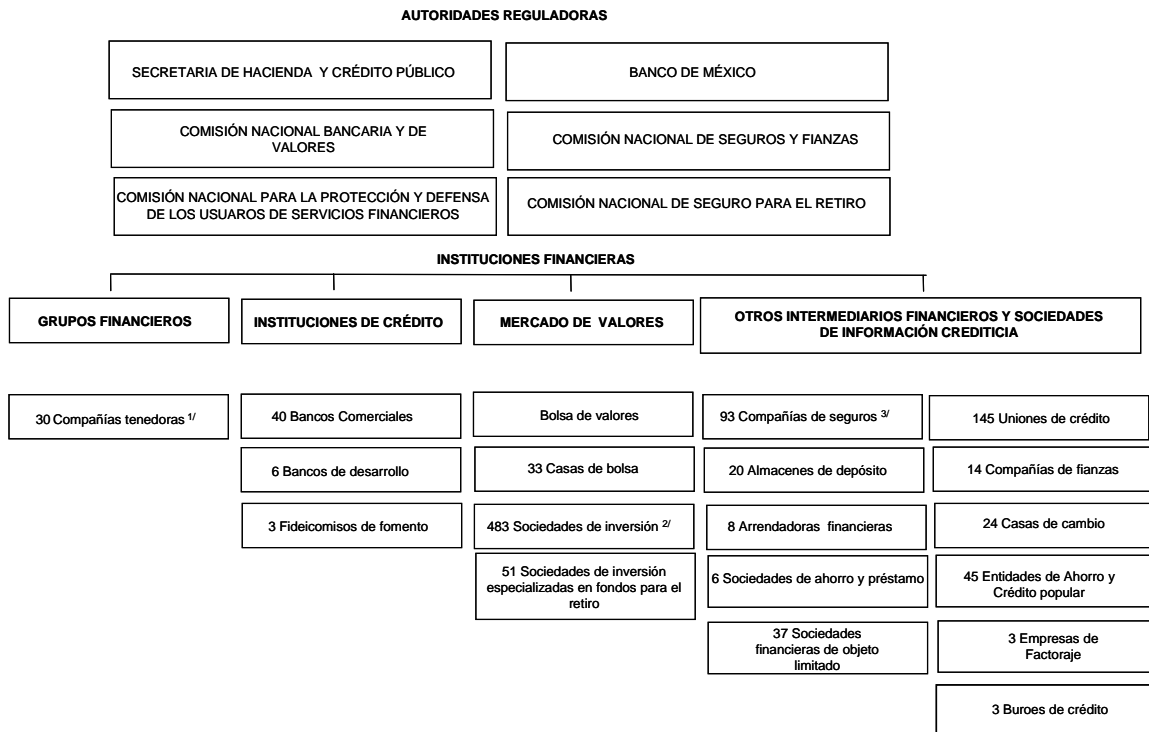 AUTORIDADES REGULADORAS
SECRETARIA DE HACIENDA Y CRÉDITO PÚBLICO
BANCO DE MÉXICO
COMISIÓN NACIONAL BANCARIA Y DE
VALORES
COMISIÓN NACIONAL DE SEGUROS Y FIANZAS
COMISIÓN NACIONAL PARA LA PROTECCIÓN Y DEFENSA
DE LOS USUAROS DE SERVICIOS FINANCIEROS
COMISIÓN NACIONAL DE SEGURO PARA EL RETIRO
INSTITUCIONES FINANCIERAS
GRUPOS FINANCIEROS
INSTITUCIONES DE CRÉDITO
MERCADO DE VALORES
OTROS INTERMEDIARIOS FINANCIEROS Y SOCIEDADES
DE INFORMACIÓN CREDITICIA
30 Compañías tenedoras 1/
40 Bancos Comerciales
6 Bancos de desarrollo
3 Fideicomisos de fomento
Bolsa de valores
33 Casas de bolsa
483 Sociedades de inversión 2/
51 Sociedades de inversión
especializadas en fondos para el
retiro
93 Compañías de seguros 3/
20 Almacenes de depósito
8 Arrendadoras financieras
6 Sociedades de ahorro y préstamo
37 Sociedades
financieras de objeto
limitado
145 Uniones de crédito
14 Compañías de fianzas
24 Casas de cambio
45 Entidades de Ahorro y
Crédito popular
3 Empresas de
Factoraje
3 Buroes de crédito